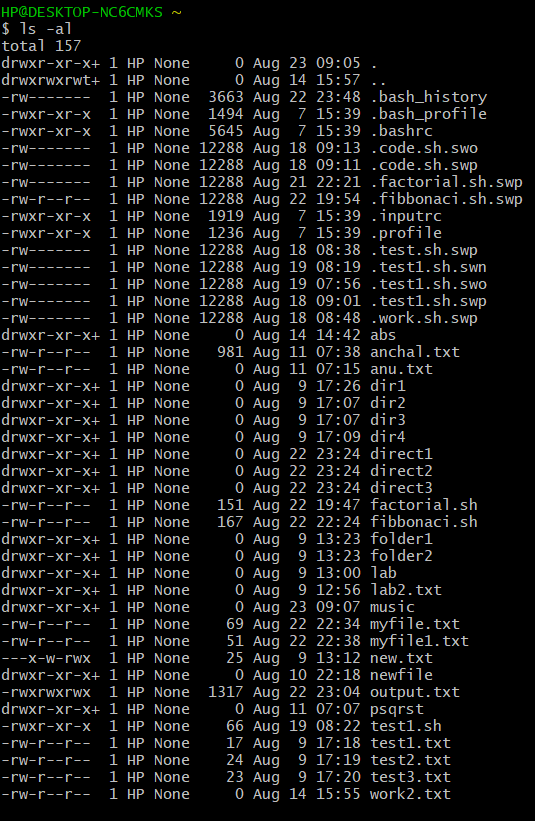 HP@DESKTOP-NC6CMKS ~
$ ls -al
total 157
drwxr-xr-x+ 1 HP None     0 Aug 23 09:05 .
drwxrwxrwt+ 1 HP None     0 Aug 14 15:57 ..
-rw-------  1 HP None  3663 Aug 22 23:48 .bash_history
-rwxr-xr-x  1 HP None  1494 Aug  7 15:39 .bash_profile
-rwxr-xr-x  1 HP None  5645 Aug  7 15:39 .bashrc
-rw-------  1 HP None 12288 Aug 18 09:13 .code.sh.swo
-rw-------  1 HP None 12288 Aug 18 09:11 .code.sh.swp
-rw-------  1 HP None 12288 Aug 21 22:21 .factorial.sh.swp
-rw-r--r--  1 HP None 12288 Aug 22 19:54 .fibbonaci.sh.swp
-rwxr-xr-x  1 HP None  1919 Aug  7 15:39 .inputrc
-rwxr-xr-x  1 HP None  1236 Aug  7 15:39 .profile
-rw-------  1 HP None 12288 Aug 18 08:38 .test.sh.swp
-rw-------  1 HP None 12288 Aug 19 08:19 .test1.sh.swn
-rw-------  1 HP None 12288 Aug 19 07:56 .test1.sh.swo
-rw-------  1 HP None 12288 Aug 18 09:01 .test1.sh.swp
-rw-------  1 HP None 12288 Aug 18 08:48 .work.sh.swp
drwxr-xr-x+ 1 HP None     0 Aug 14 14:42 abs
-rw-r--r--  1 HP None   981 Aug 11 07:38 anchal.txt
-rw-r--r--  1 HP None     0 Aug 11 07:15 anu.txt
drwxr-xr-x+ 1 HP None     0 Aug  9 17:26 dir1
drwxr-xr-x+ 1 HP None     0 Aug  9 17:07 dir2
drwxr-xr-x+ 1 HP None     0 Aug  9 17:07 dir3
drwxr-xr-x+ 1 HP None     0 Aug  9 17:09 dir4
drwxr-xr-x+ 1 HP None     0 Aug 22 23:24 direct1
drwxr-xr-x+ 1 HP None     0 Aug 22 23:24 direct2
drwxr-xr-x+ 1 HP None     0 Aug 22 23:24 direct3
-rw-r--r--  1 HP None   151 Aug 22 19:47 factorial.sh
-rw-r--r--  1 HP None   167 Aug 22 22:24 fibbonaci.sh
drwxr-xr-x+ 1 HP None     0 Aug  9 13:23 folder1
drwxr-xr-x+ 1 HP None     0 Aug  9 13:23 folder2
drwxr-xr-x+ 1 HP None     0 Aug  9 13:00 lab
drwxr-xr-x+ 1 HP None     0 Aug  9 12:56 lab2.txt
drwxr-xr-x+ 1 HP None     0 Aug 23 09:07 music
-rw-r--r--  1 HP None    69 Aug 22 22:34 myfile.txt
-rw-r--r--  1 HP None    51 Aug 22 22:38 myfile1.txt
---x-w-rwx  1 HP None    25 Aug  9 13:12 new.txt
drwxr-xr-x+ 1 HP None     0 Aug 10 22:18 newfile
-rwxrwxrwx  1 HP None  1317 Aug 22 23:04 output.txt
drwxr-xr-x+ 1 HP None     0 Aug 11 07:07 psqrst
-rwxr-xr-x  1 HP None    66 Aug 19 08:22 test1.sh
-rw-r--r--  1 HP None    17 Aug  9 17:18 test1.txt
-rw-r--r--  1 HP None    24 Aug  9 17:19 test2.txt
-rw-r--r--  1 HP None    23 Aug  9 17:20 test3.txt
-rw-r--r--  1 HP None     0 Aug 14 15:55 work2.txt